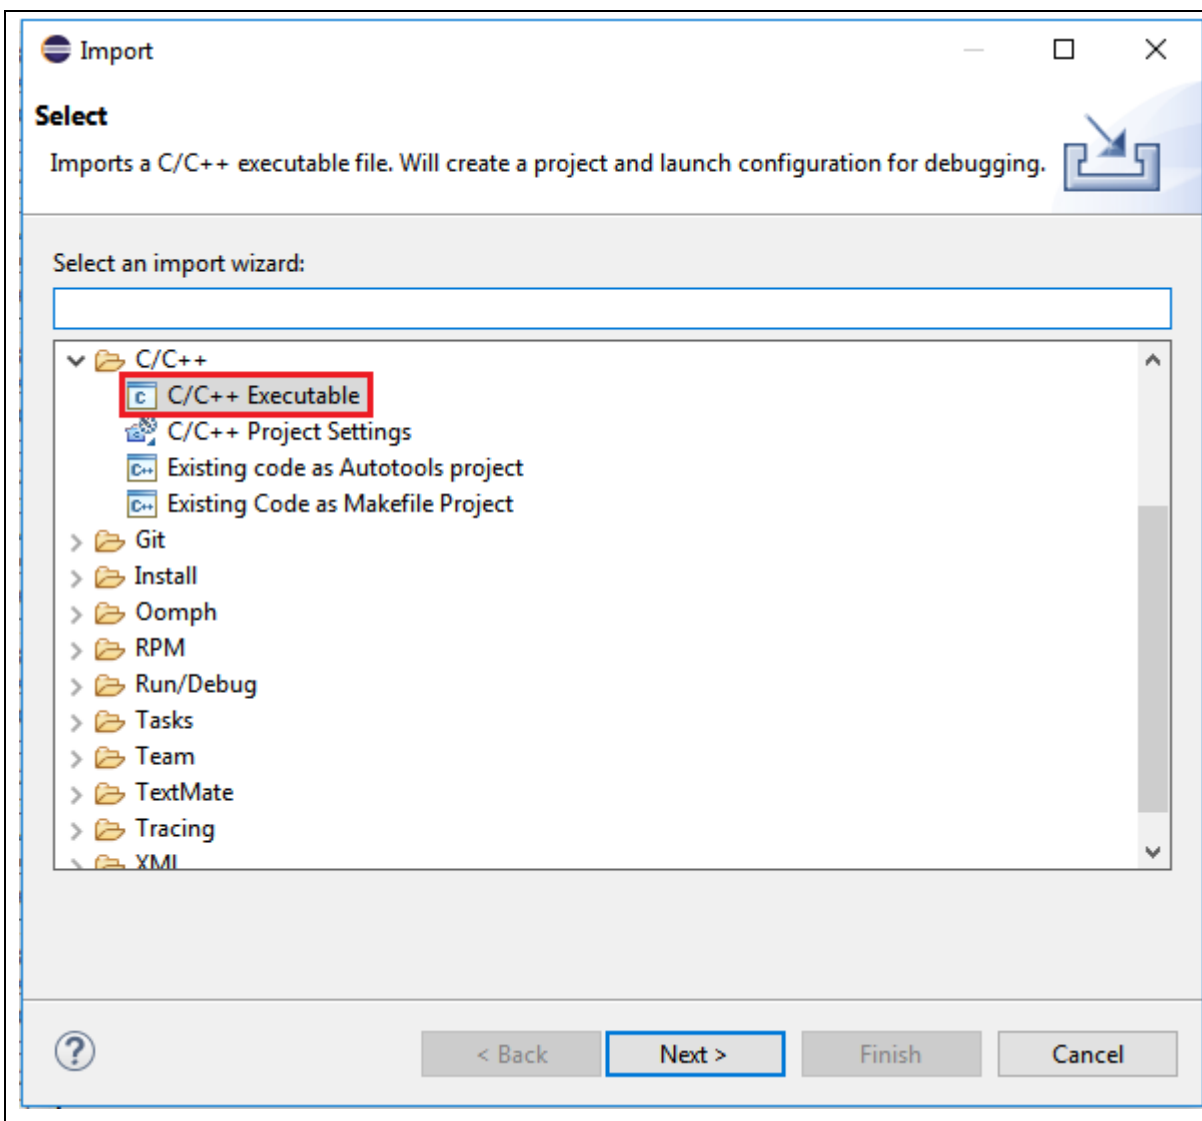 Import
Select
Imports a C/C++ executable file. Will create a project and launch configuration for debugging.
Select an import wizard:
C/C++
C/C++ Executable
C/C++ Project Settings
Existing code as Autotools project
Existing Code as Makefile Project
Git
Install
Oomph
RPM
Run/Debug
Tasks
Team
TextMate
Tracing
XML
< Back
Next >
Finish
Cancel